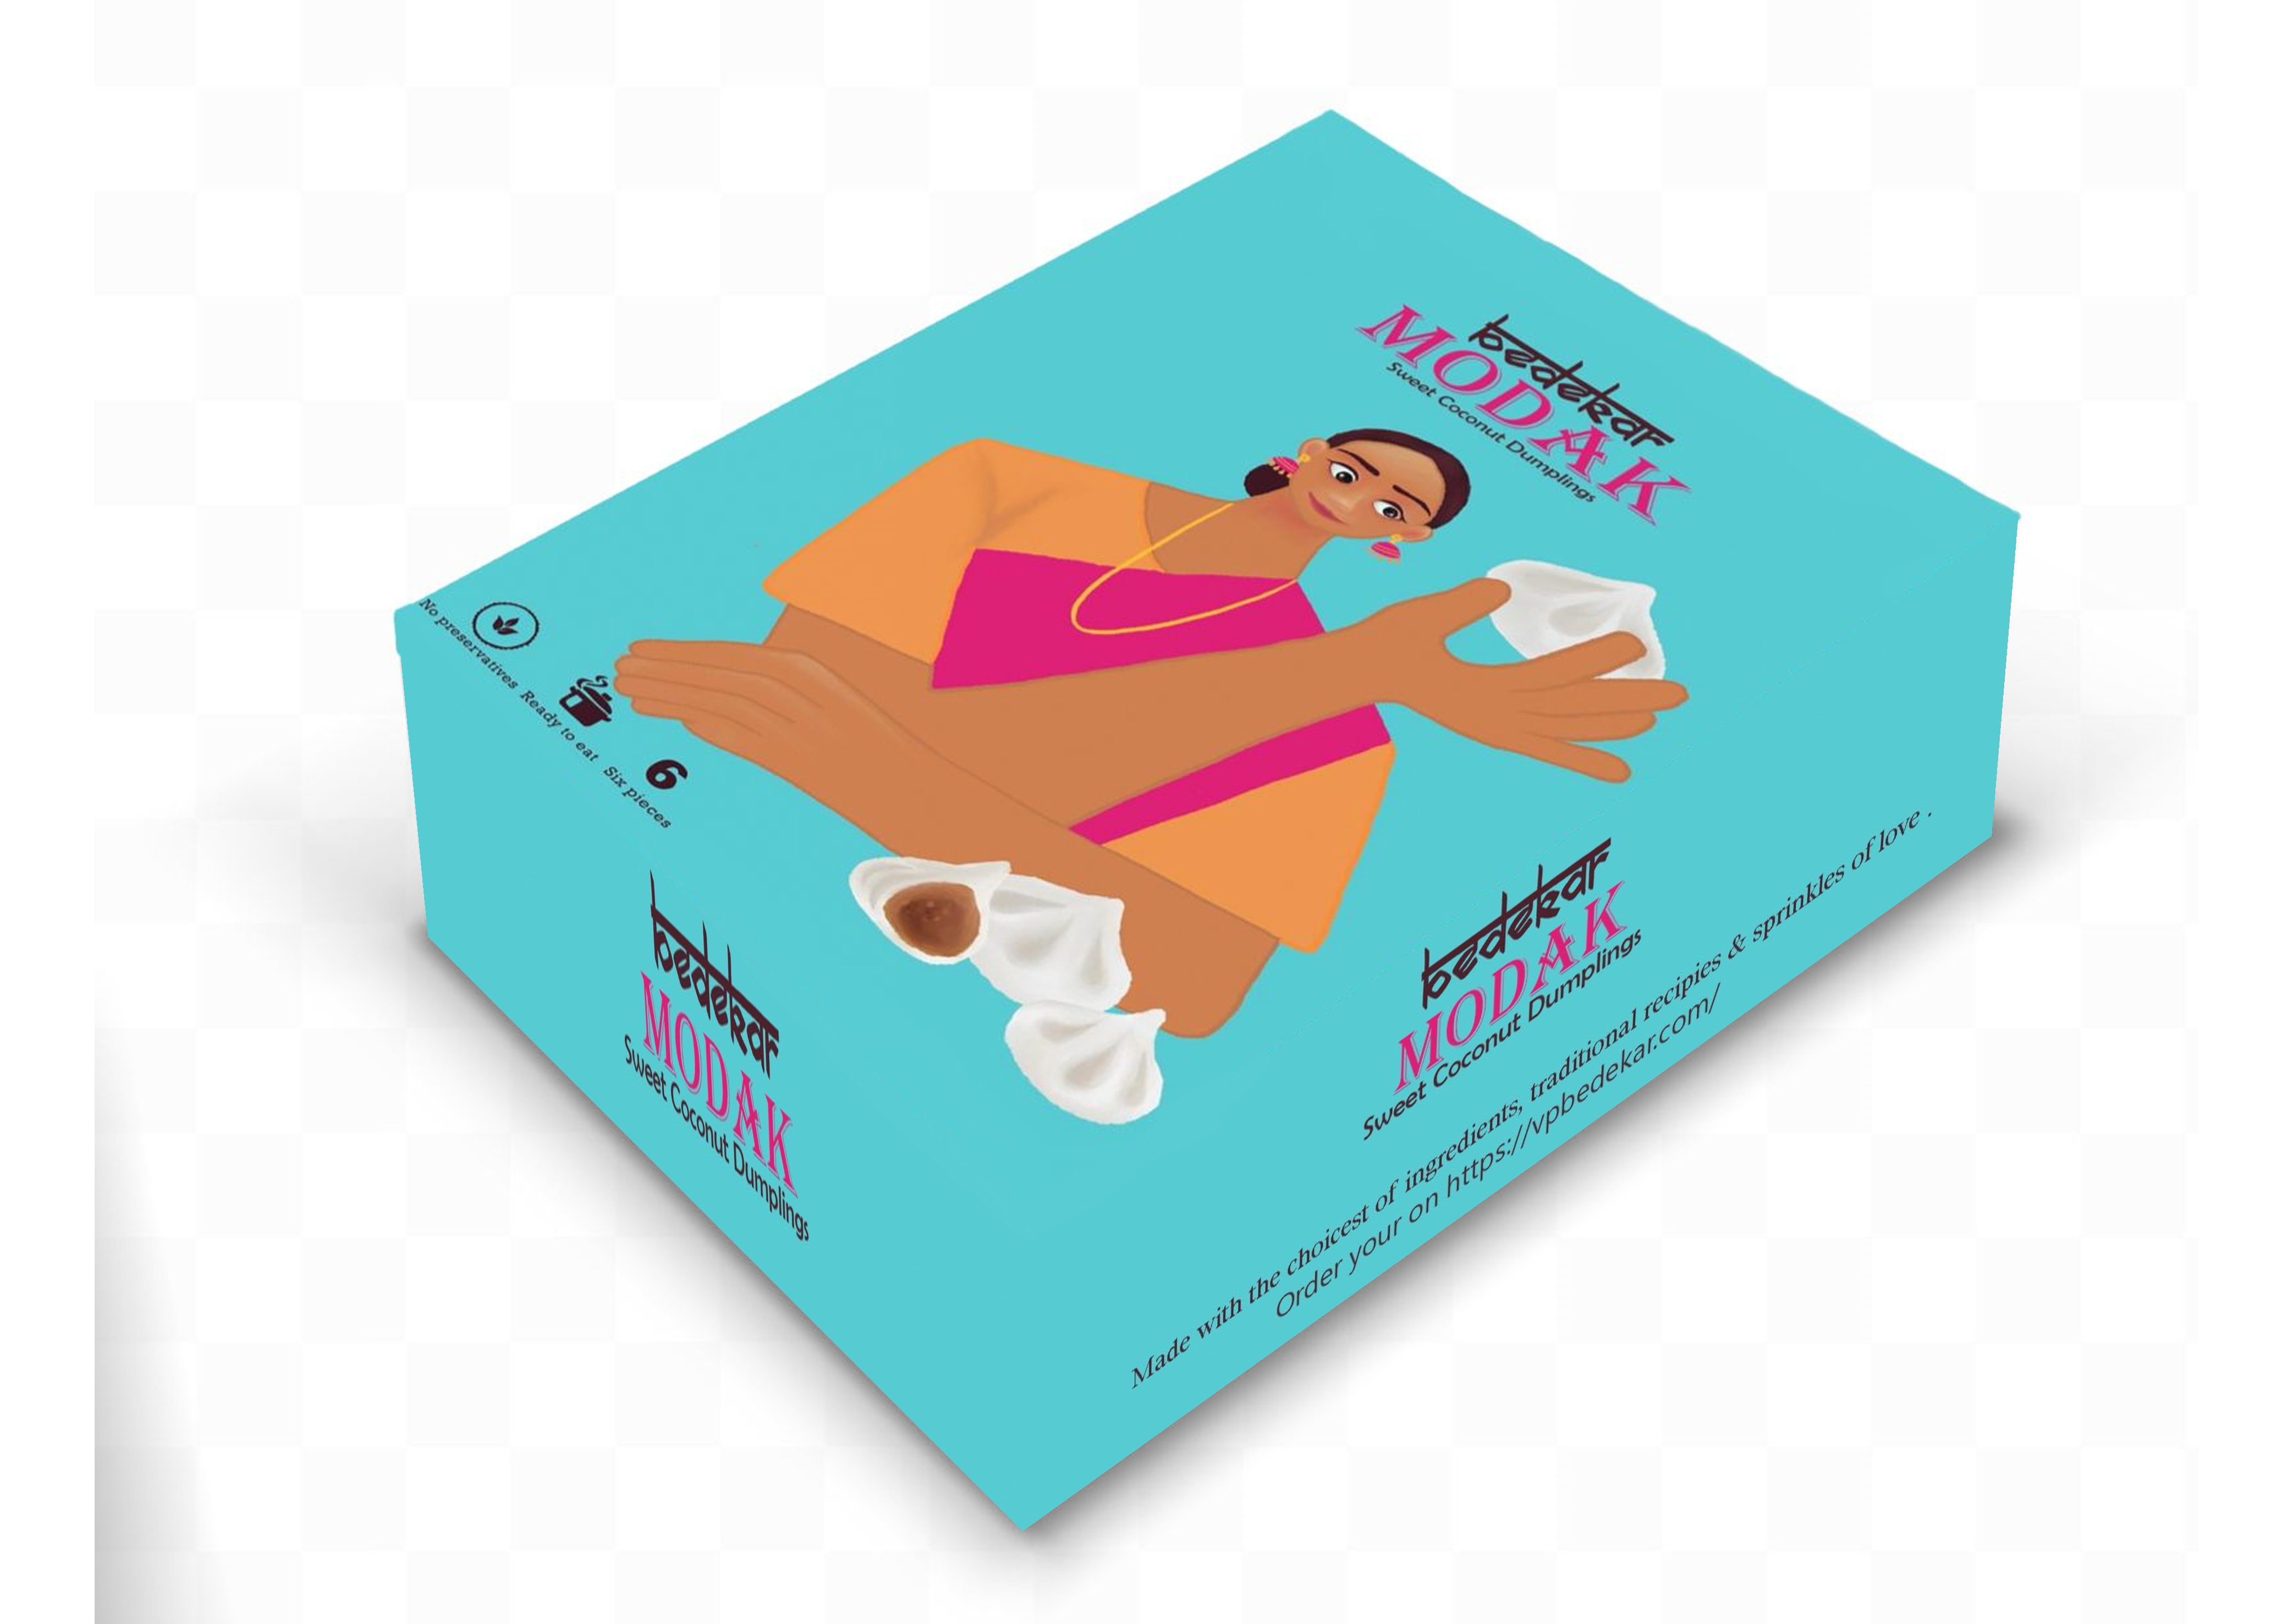 bedekar
MODAK
Sweet Coconut Dumplings
No preservatives
Ready to eat
6
Six pieces
bedekar
MODAK
Sweet Coconut Dumplings
bedekar
MODAK
Sweet Coconut Dumplings
Made with the choicest of ingredients, traditional recipies & sprinkles of love .
Order your on https://vpbedekar.com/